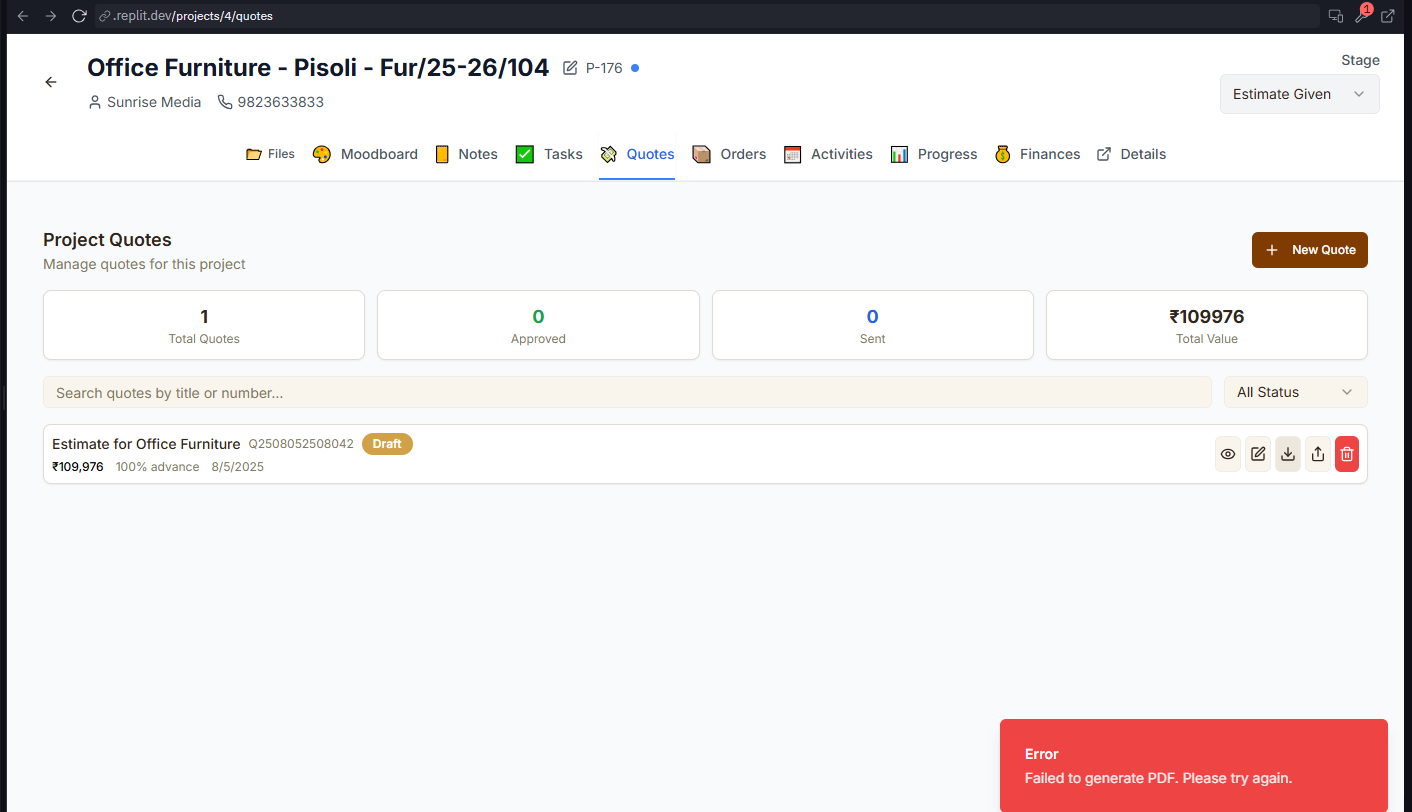 .replit.dev/projects/4/quotes
1
Office Furniture - Pisoli - Fur/25-26/104 P-176
Sunrise Media 9823633833
Stage
Estimate Given
Files Moodboard Notes Tasks Quotes Orders Activities Progress Finances Details
Project Quotes
Manage quotes for this project
+ New Quote
1
Total Quotes
0
Approved
0
Sent
₹109976
Total Value
Search quotes by title or number...
All Status
Estimate for Office Furniture Q2508052508042 Draft
₹109,976 100% advance 8/5/2025
Error
Failed to generate PDF. Please try again.